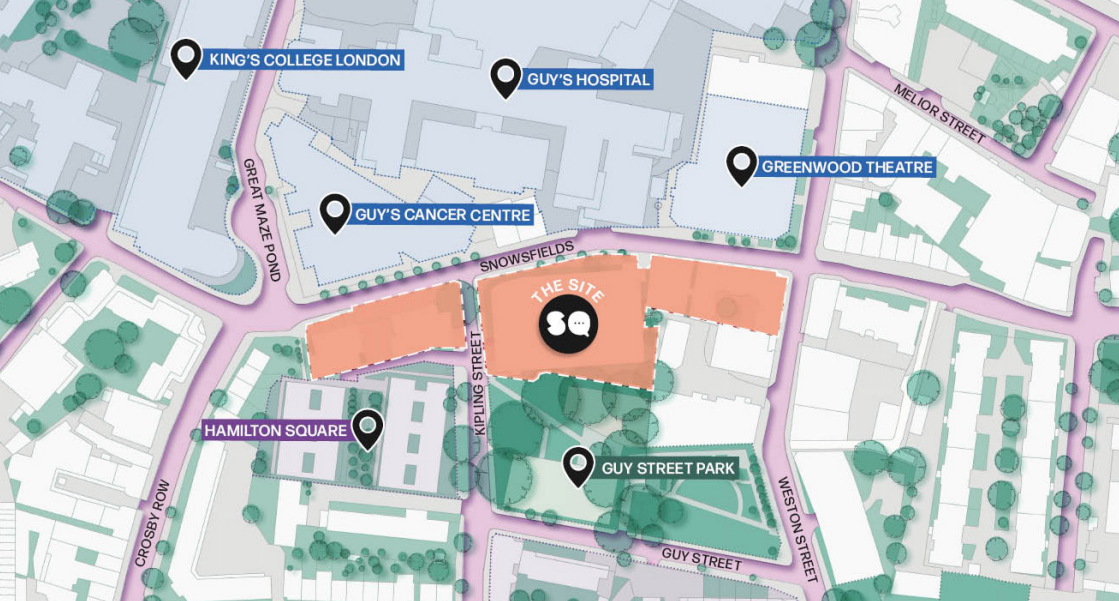 KING'S COLLEGE LONDON
GUY'S HOSPITAL
MELIOR STREET
GREENWOOD THEATRE
GREAT MAZE POND
GUY'S CANCER CENTRE
SNOWSFIELDS
THE SITE
SQ
KIPLING STREET
HAMILTON SQUARE
GUY STREET PARK
CROSBY ROW
WESTON STREET
GUY STREET